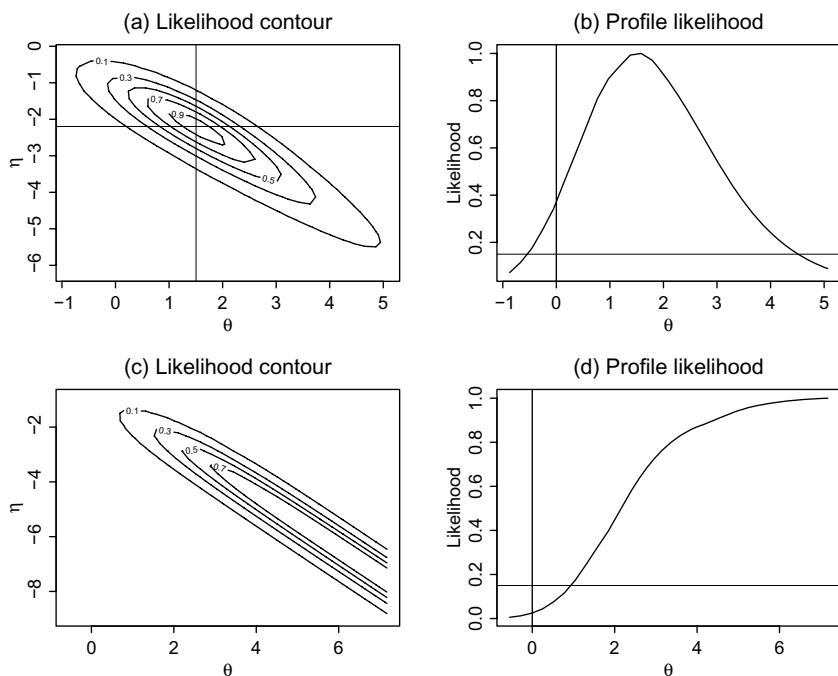 (a) Likelihood contour
0
−1
−2
−3
−4
−5
−6
η
0.1
0.3
0.7
0.9
0.5
−1 0 1 2 3 4 5
θ
(b) Profile likelihood
1.0
0.8
0.6
0.4
0.2
Likelihood
−1 0 1 2 3 4 5
θ
(c) Likelihood contour
−2
−4
−6
−8
η
0.1
0.3
0.5
0.7
0 2 4 6
θ
(d) Profile likelihood
1.0
0.8
0.6
0.4
0.2
0.0
Likelihood
0 2 4 6
θ